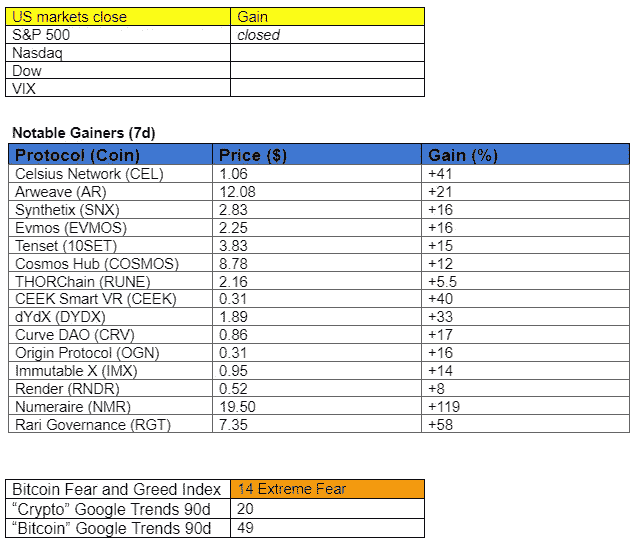 US markets close Gain
S&P 500 closed
Nasdaq
Dow
VIX
Notable Gainers (7d)
Protocol (Coin) Price ($) Gain (%)
Celsius Network (CEL) 1.06 +41
Arweave (AR) 12.08 +21
Synthetix (SNX) 2.83 +16
Evmos (EVMOS) 2.25 +16
Tenset (10SET) 3.83 +15
Cosmos Hub (COSMOS) 8.78 +12
THORChain (RUNE) 2.16 +5.5
CEEK Smart VR (CEEK) 0.31 +40
dYdX (DYDX) 1.89 +33
Curve DAO (CRV) 0.86 +17
Origin Protocol (OGN) 0.31 +16
Immutable X (IMX) 0.95 +14
Render (RNDR) 0.52 +8
Numeraire (NMR) 19.50 +119
Rari Governance (RGT) 7.35 +58
Bitcoin Fear and Greed Index 14 Extreme Fear
“Crypto” Google Trends 90d 20
“Bitcoin” Google Trends 90d 49